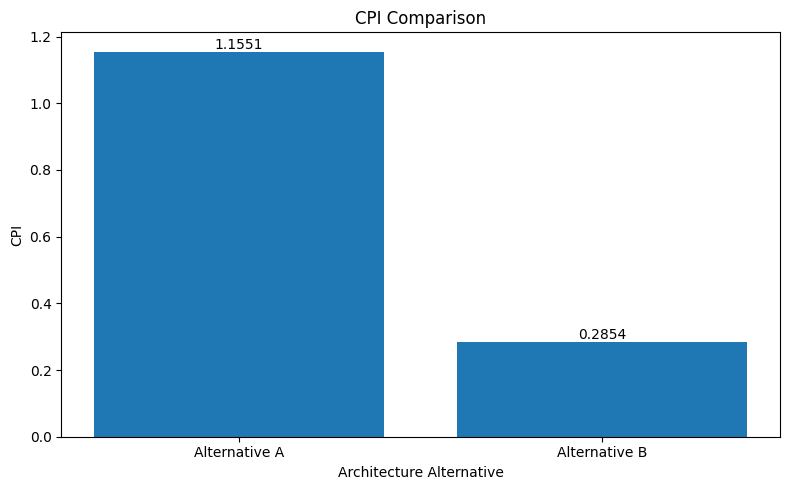 CPI Comparison
1.2
1.0
0.8
0.6
0.4
0.2
0.0
CPI
1.1551
0.2854
Alternative A
Alternative B
Architecture Alternative